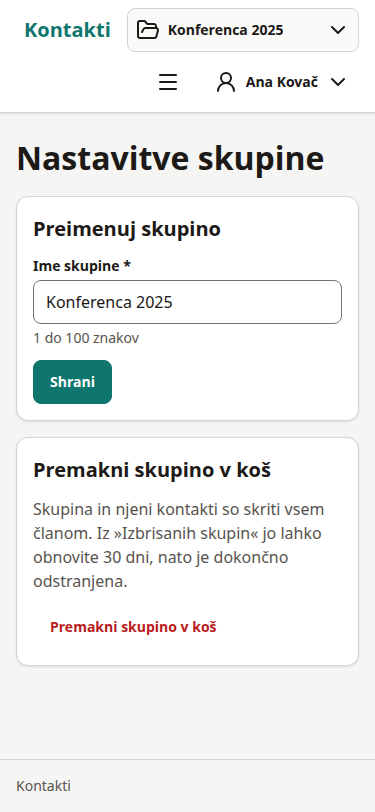 Kontakti
Konferenca 2025
Ana Kovač
Nastavitve skupine
Preimenuj skupino
Ime skupine *
Konferenca 2025
1 do 100 znakov
Shrani
Premakni skupino v koš
Skupina in njeni kontakti so skriti vsem
članom. Iz »Izbrisanih skupin« jo lahko
obnovite 30 dni, nato je dokončno
odstranjena.
Premakni skupino v koš
Kontakti